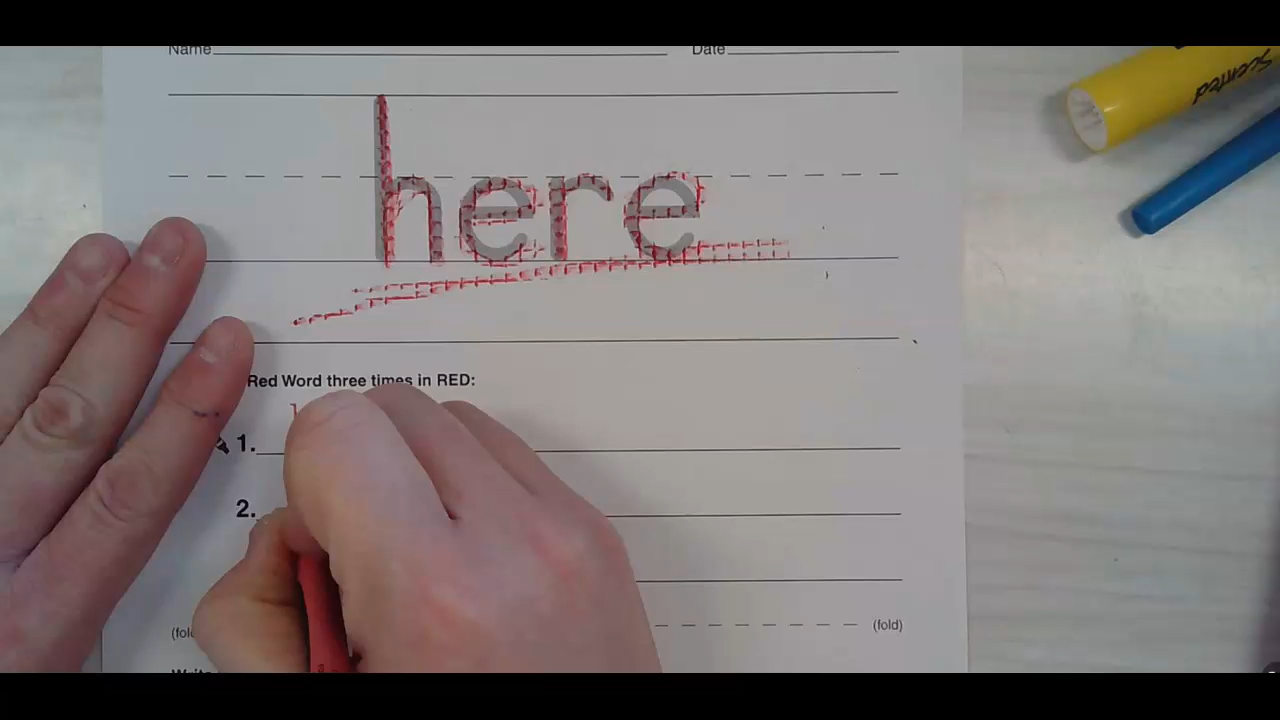 Name Date
Scented
here
Red Word three times in RED:
1.
2.
(fold)